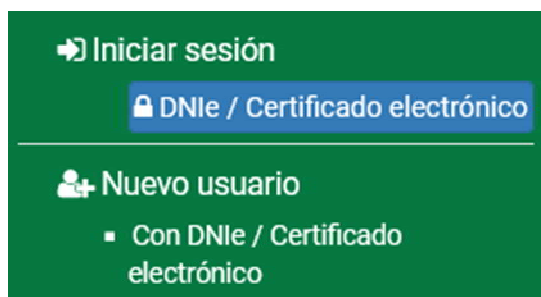 Iniciar sesión
DNIe / Certificado electrónico
Nuevo usuario
Con DNIe / Certificado
electrónico